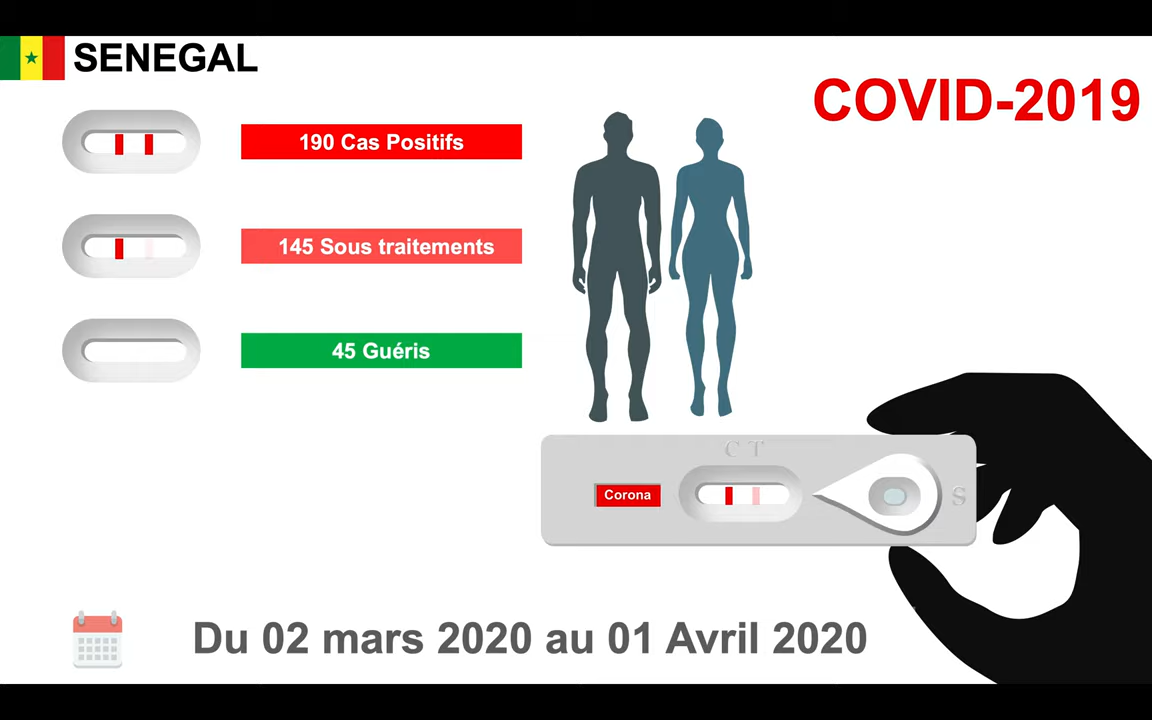 SENEGAL
COVID-2019
190 Cas Positifs
145 Sous traitements
45 Guéris
C T
Corona
S
Du 02 mars 2020 au 01 Avril 2020